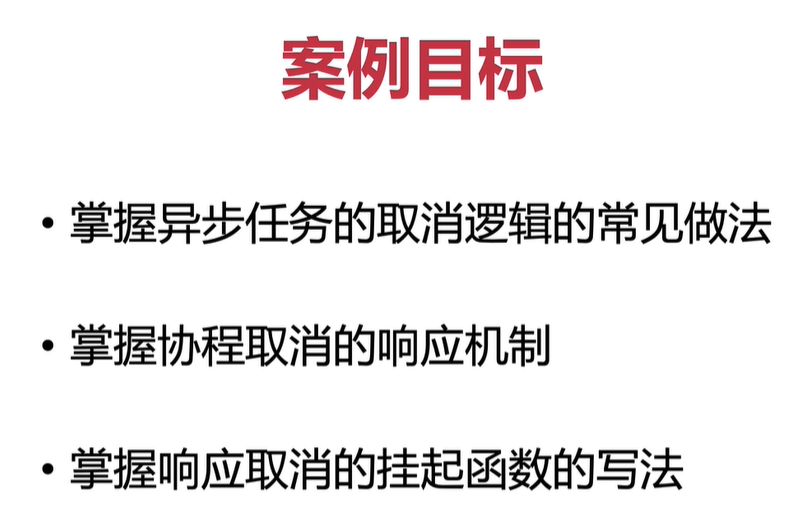 案例目标
• 掌握异步任务的取消逻辑的常见做法
• 掌握协程取消的响应机制
• 掌握响应取消的挂起函数的写法